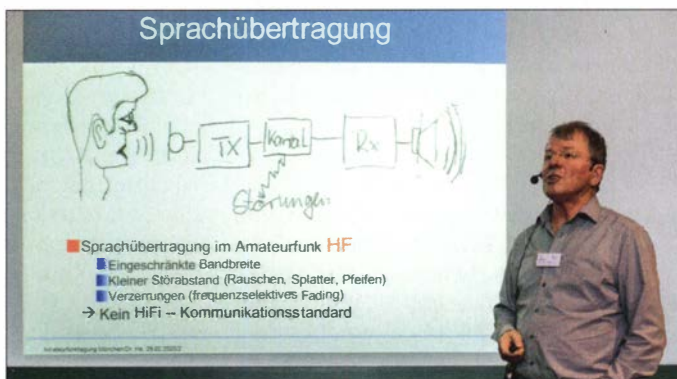 Sprachübertragung
TX
Kanal
Rx
Störungen
Sprachübertragung im Amateurfunk HF
Eingeschränkte Bandbreite
Kleiner Störabstand (Rauschen, Splatter, Pfeifen)
Verzerrungen (frequenzselektives Fading)
→ Kein HiFi – Kommunikationsstandard